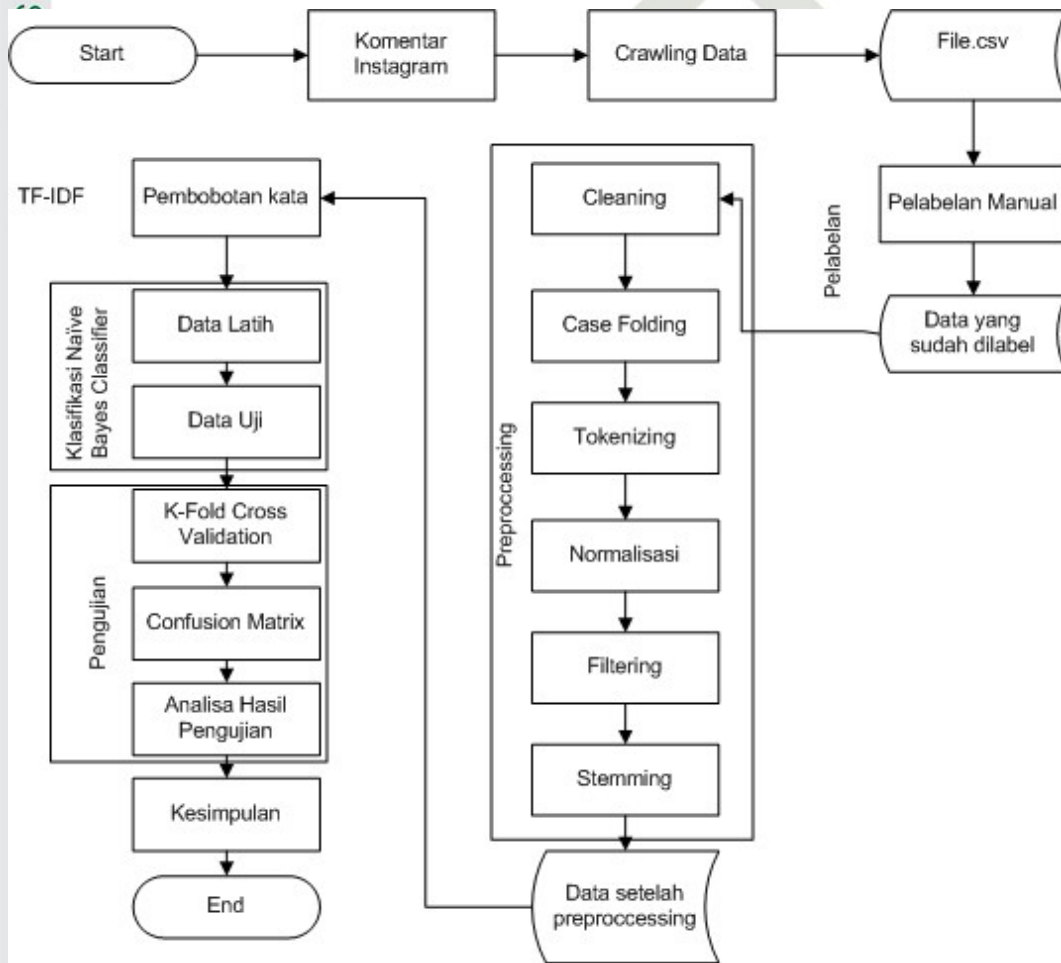 Start
Komentar
Instagram
Crawling Data
File.csv
Pelabelan Manual
Pelabelan
Data yang
sudah dilabel
Preproccessing
Cleaning
Case Folding
Tokenizing
Normalisasi
Filtering
Stemming
Data setelah
preproccessing
TF-IDF
Pembobotan kata
Klasifikasi Naïve
Bayes Classifier
Data Latih
Data Uji
Pengujian
K-Fold Cross
Validation
Confusion Matrix
Analisa Hasil
Pengujian
Kesimpulan
End